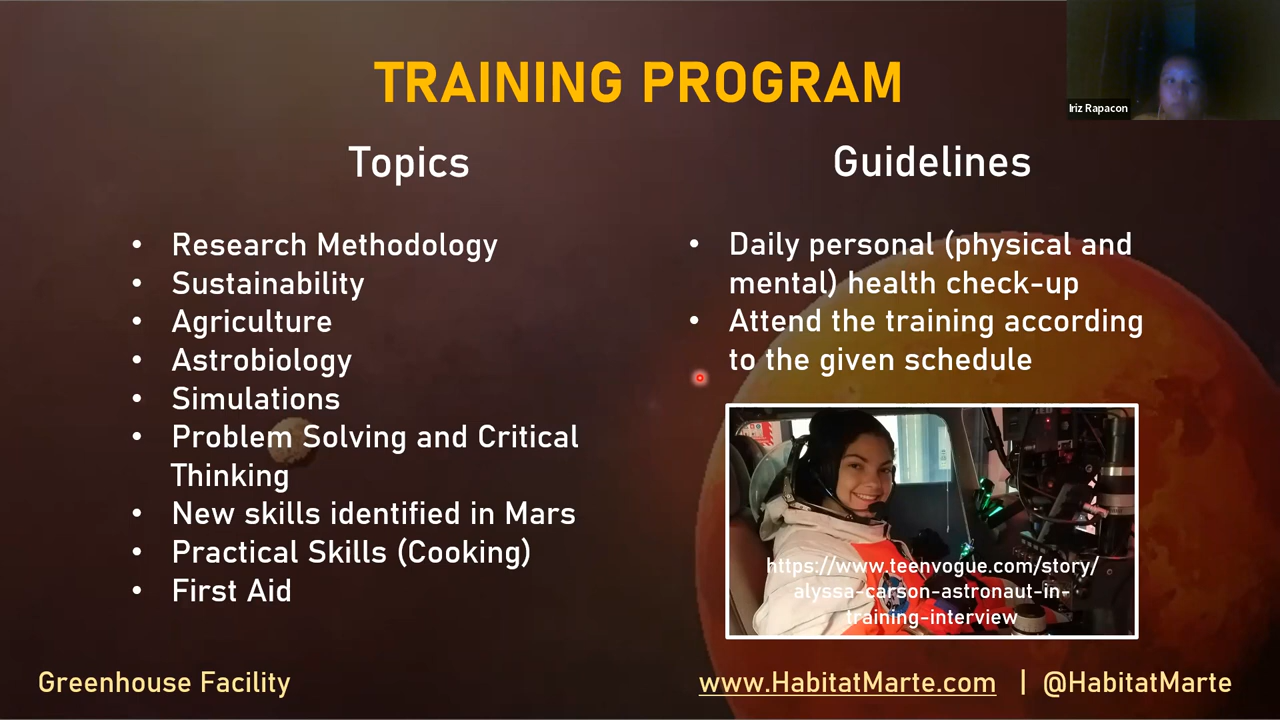 TRAINING PROGRAM
Iriz Rapacon
Topics
• Research Methodology
• Sustainability
• Agriculture
• Astrobiology
• Simulations
• Problem Solving and Critical
Thinking
• New skills identified in Mars
• Practical Skills (Cooking)
• First Aid
Guidelines
• Daily personal (physical and
mental) health check-up
• Attend the training according
to the given schedule
https://www.teenvogue.com/story/
alyssa-carson-astronaut-in-
training-interview
Greenhouse Facility
www.HabitatMarte.com | @HabitatMarte